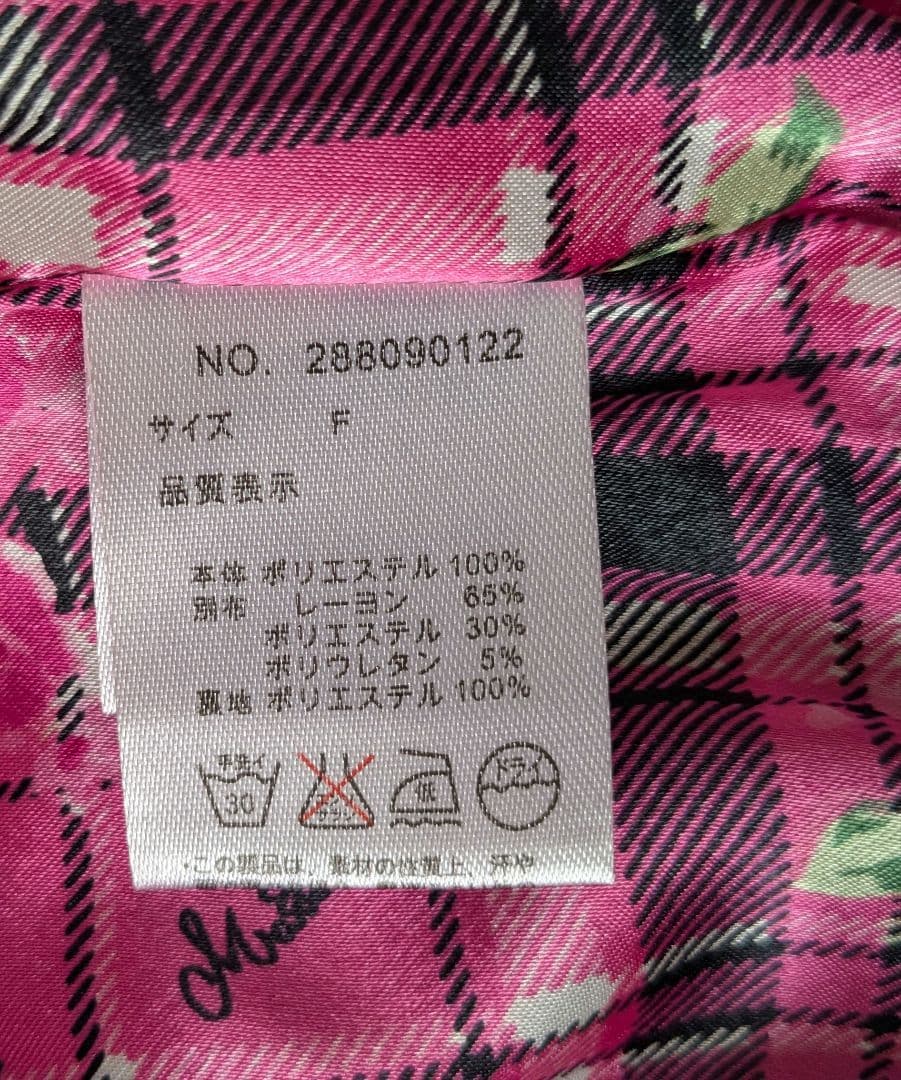 NO. 288090122
サイズ F
品質表示
本体 ポリエステル 100%
別布 レーヨン 65%
ポリエステル 30%
ポリウレタン 5%
裏地 ポリエステル 100%
手洗イ 30 低 ドライ
・この製品は、素材の性質上、汗や